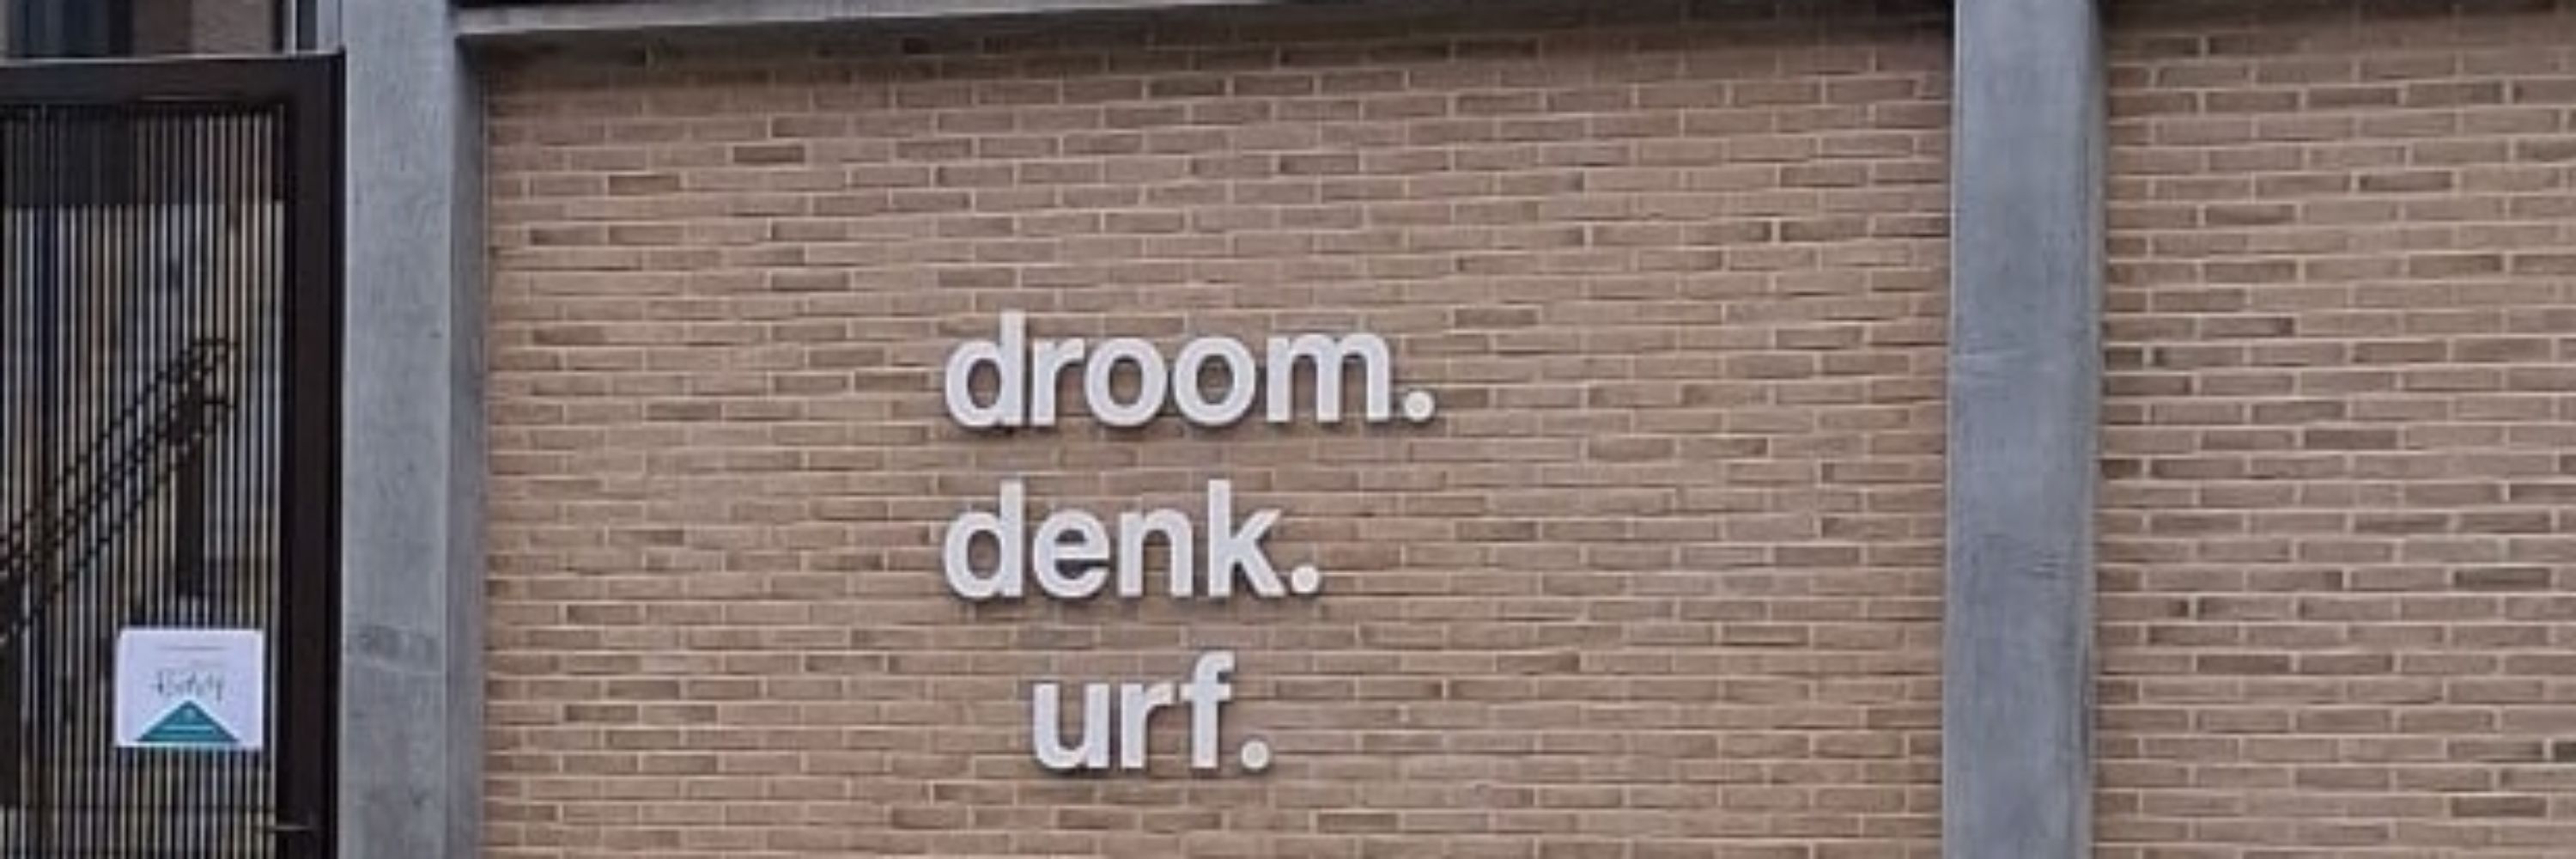 droom.
denk.
urf.